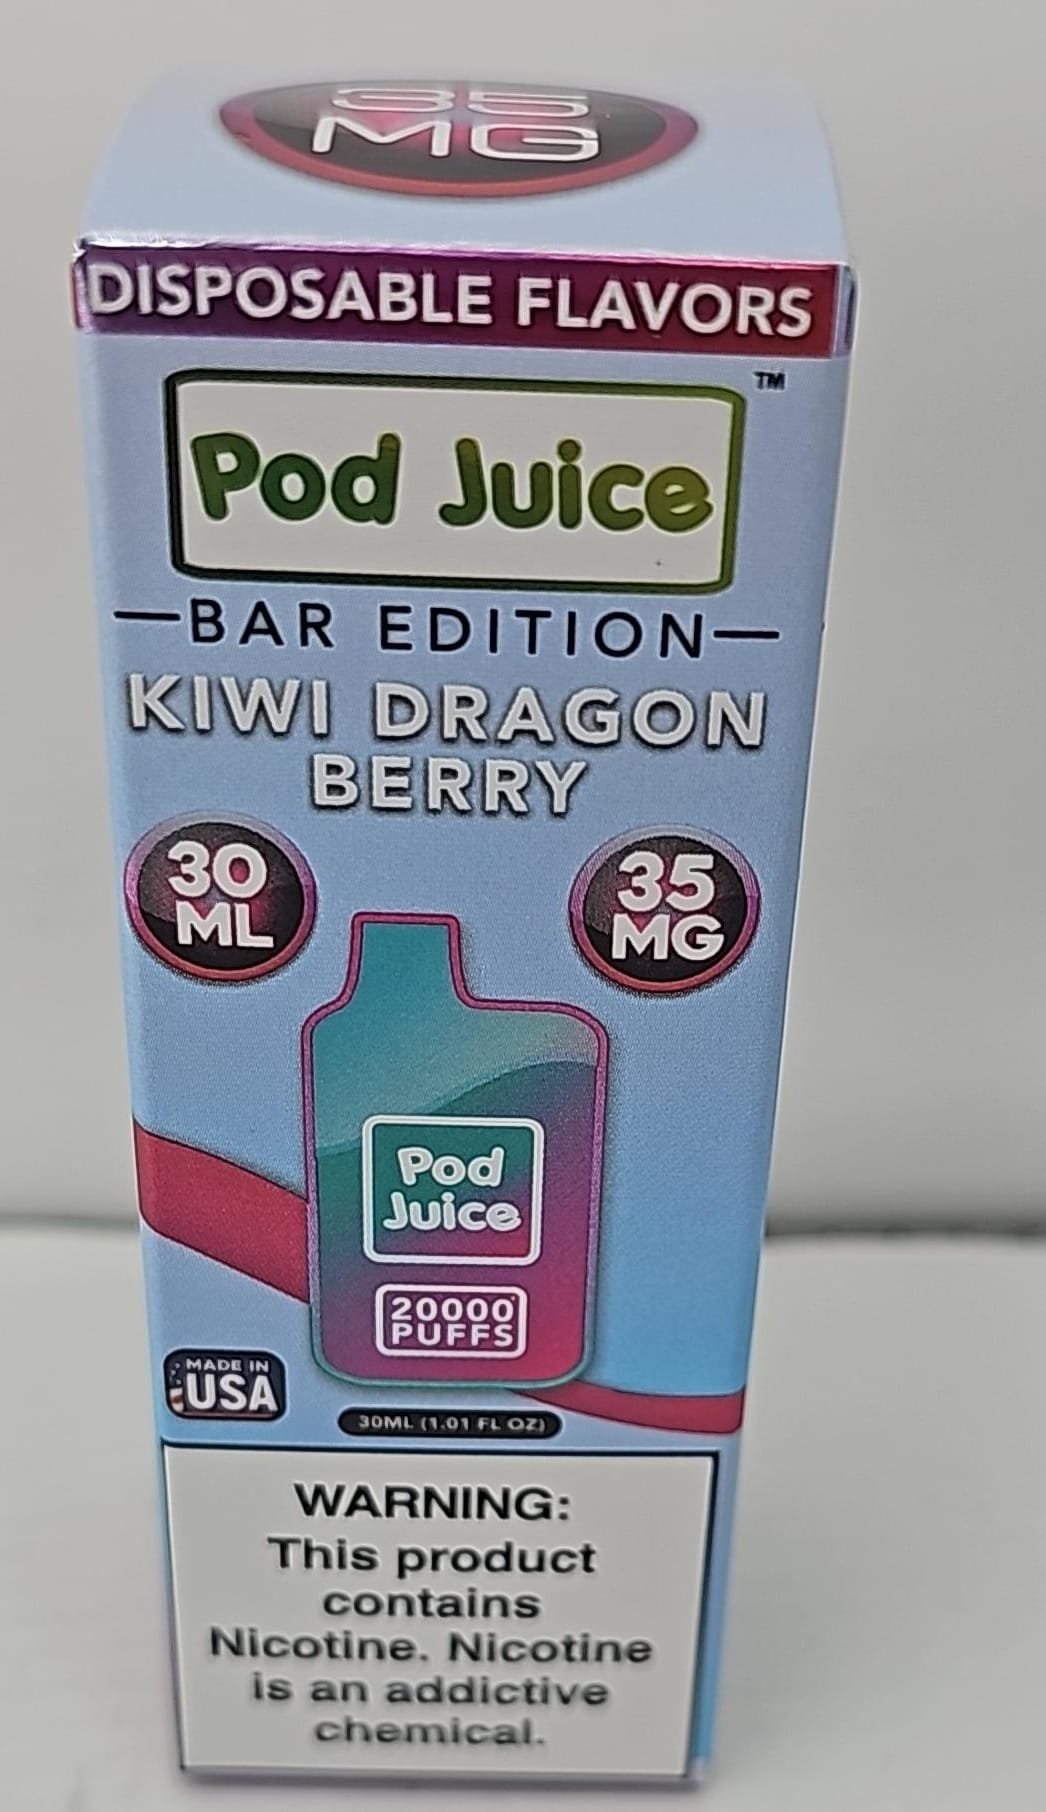 35
MG
DISPOSABLE FLAVORS
Pod Juice
TM
—BAR EDITION—
KIWI DRAGON
BERRY
30
ML
35
MG
Pod
Juice
20000
PUFFS
MADE IN
USA
30ML (1.01 FL OZ)
WARNING:
This product
contains
Nicotine. Nicotine
is an addictive
chemical.